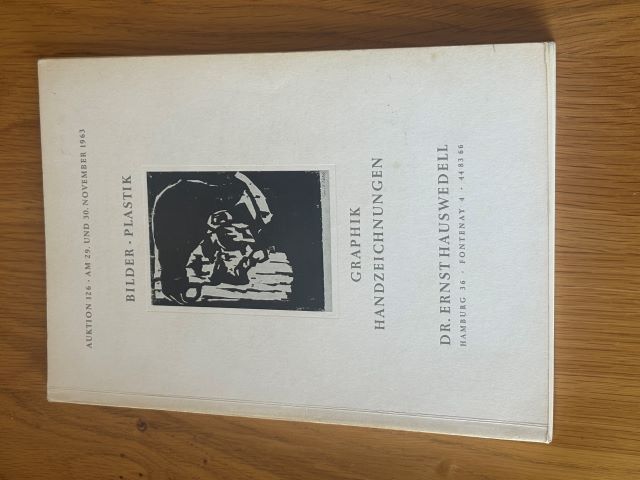 AUKTION 126 · AM 29. UND 30. NOVEMBER 1963
BILDER · PLASTIK
GRAPHIK
HANDZEICHNUNGEN
DR. ERNST HAUSWEDELL
HAMBURG 36 · FONTENAY 4 · 44 83 66